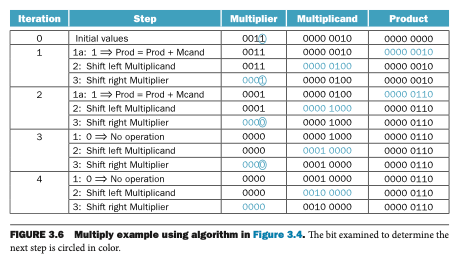 Iteration Step Multiplier Multiplicand Product
0 Initial values 0011 0000 0010 0000 0000
1 1a: 1 ⟹ Prod = Prod + Mcand 0011 0000 0010 0000 0010
2: Shift left Multiplicand 0011 0000 0100 0000 0010
3: Shift right Multiplier 0001 0000 0100 0000 0010
2 1a: 1 ⟹ Prod = Prod + Mcand 0001 0000 0100 0000 0110
2: Shift left Multiplicand 0001 0000 1000 0000 0110
3: Shift right Multiplier 0000 0000 1000 0000 0110
3 1: 0 ⟹ No operation 0000 0000 1000 0000 0110
2: Shift left Multiplicand 0000 0001 0000 0000 0110
3: Shift right Multiplier 0000 0001 0000 0000 0110
4 1: 0 ⟹ No operation 0000 0001 0000 0000 0110
2: Shift left Multiplicand 0000 0010 0000 0000 0110
3: Shift right Multiplier 0000 0010 0000 0000 0110
FIGURE 3.6 Multiply example using algorithm in Figure 3.4. The bit examined to determine the
next step is circled in color.